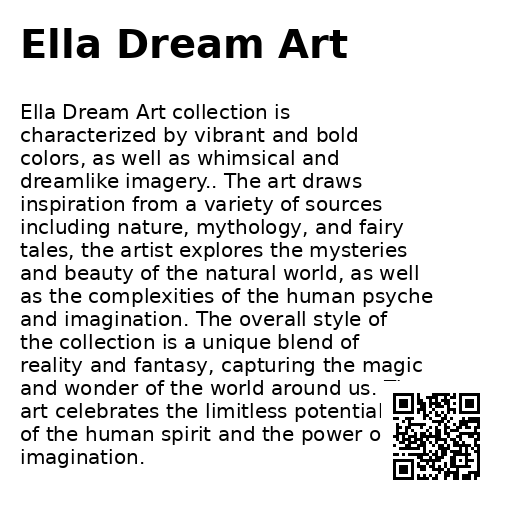 Ella Dream Art
Ella Dream Art collection is
characterized by vibrant and bold
colors, as well as whimsical and
dreamlike imagery.. The art draws
inspiration from a variety of sources
including nature, mythology, and fairy
tales, the artist explores the mysteries
and beauty of the natural world, as well
as the complexities of the human psyche
and imagination. The overall style of
the collection is a unique blend of
reality and fantasy, capturing the magic
and wonder of the world around us.
art celebrates the limitless potential
of the human spirit and the power
imagination.